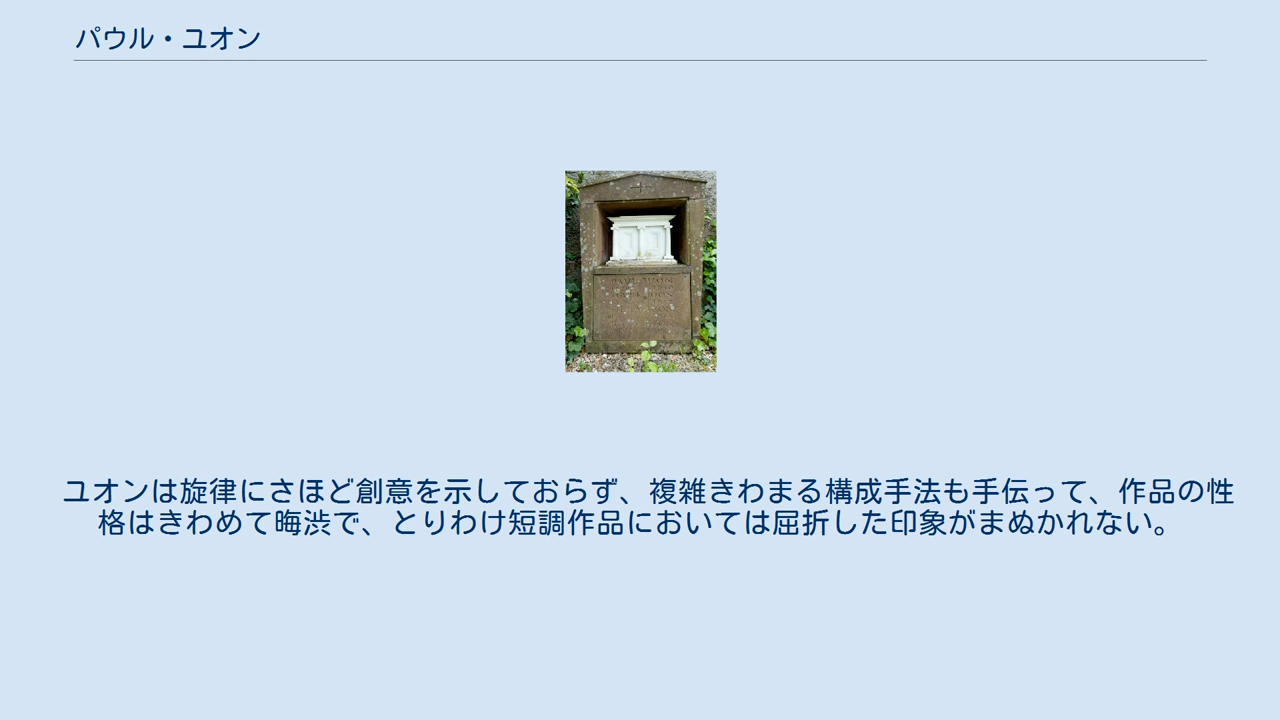 パウル・ユオン
ユオンは旋律にさほど創意を示しておらず、複雑きわまる構成手法も手伝って、作品の性
格はきわめて晦渋で、とりわけ短調作品においては屈折した印象がまぬかれない。